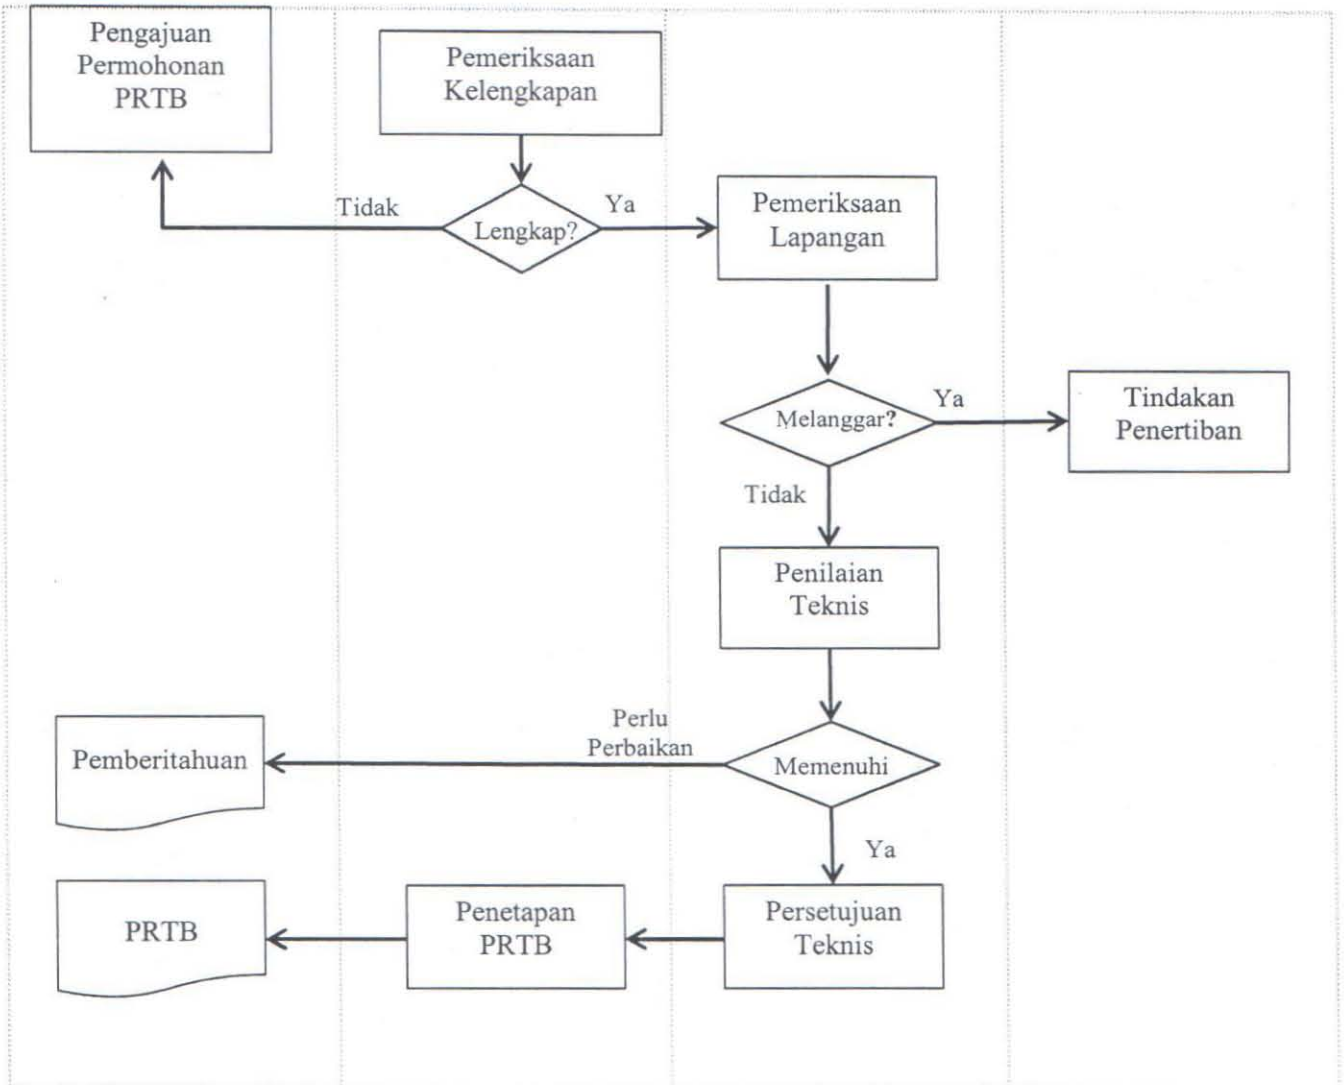 Pengajuan
Permohonan
PRTB
Pemeriksaan
Kelengkapan
Tidak
Lengkap?
Ya
Pemeriksaan
Lapangan
Melanggar?
Ya
Tindakan
Penertiban
Tidak
Penilaian
Teknis
Perlu
Perbaikan
Pemberitahuan
Memenuhi
Ya
PRTB
Penetapan
PRTB
Persetujuan
Teknis